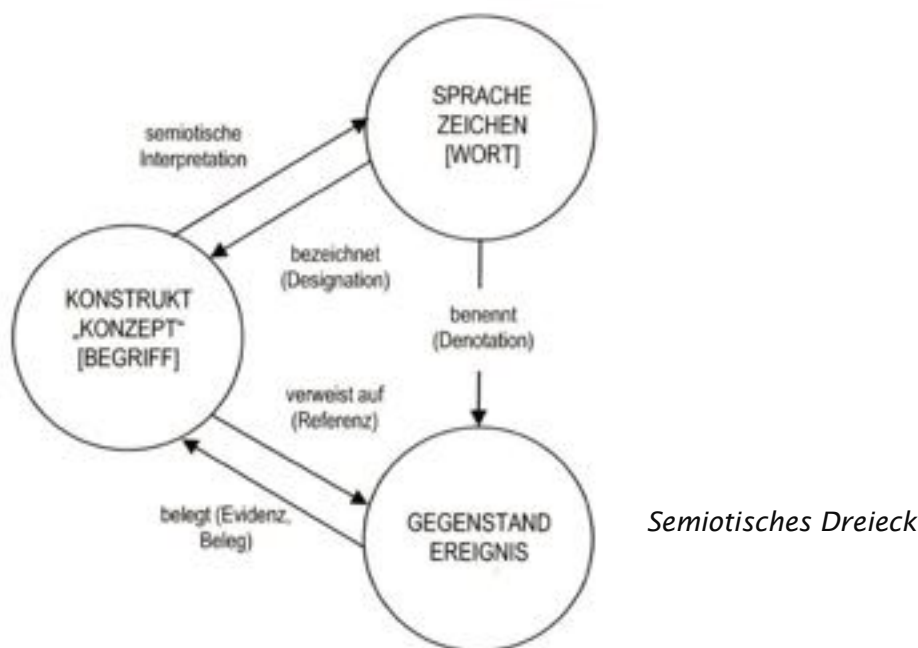 SPRACHE
ZEICHEN
[WORT]
semiotische
Interpretation
bezeichnet
(Designation)
KONSTRUKT
„KONZEPT“
[BEGRIFF]
benennt
(Denotation)
verweist auf
(Referenz)
belegt (Evidenz,
Beleg)
GEGENSTAND
EREIGNIS
Semiotisches Dreieck